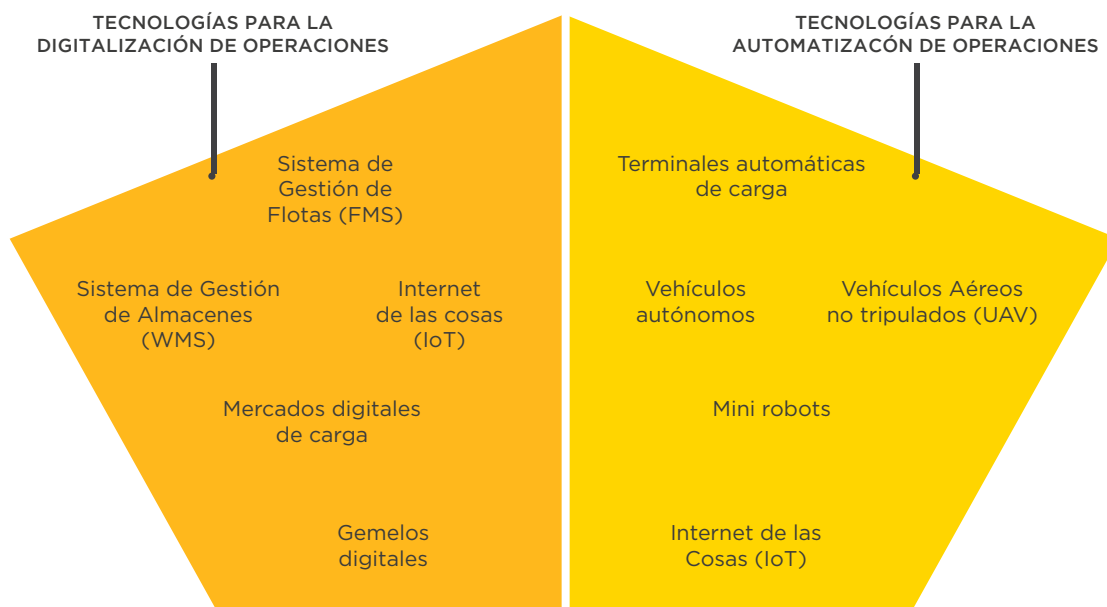 TECNOLOGÍAS PARA LA
DIGITALIZACIÓN DE OPERACIONES
Sistema de
Gestión de
Flotas (FMS)
Sistema de Gestión
de Almacenes
(WMS)
Internet
de las cosas
(IoT)
Mercados digitales
de carga
Gemelos
digitales
TECNOLOGÍAS PARA LA
AUTOMATIZACÓN DE OPERACIONES
Terminales automáticas
de carga
Vehículos
autónomos
Vehículos Aéreos
no tripulados (UAV)
Mini robots
Internet de las
Cosas (IoT)